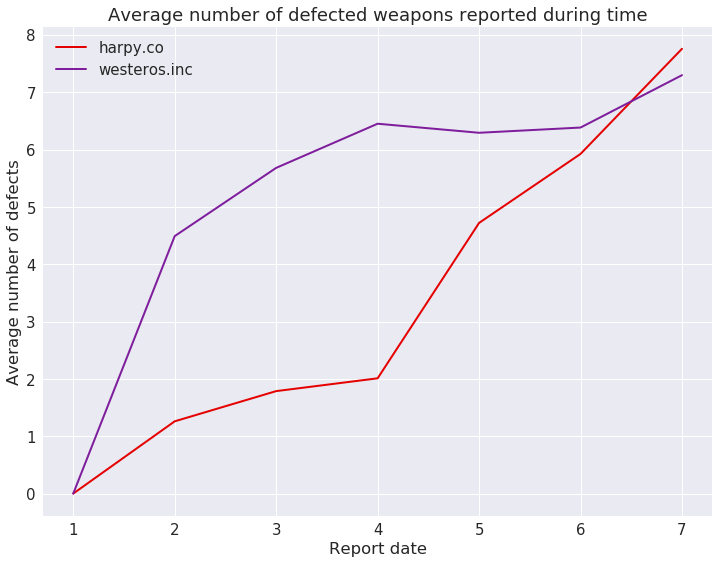 Average number of defected weapons reported during time
harpy.co
westeros.inc
8
7
6
5
4
3
2
1
0
Average number of defects
1 2 3 4 5 6 7
Report date